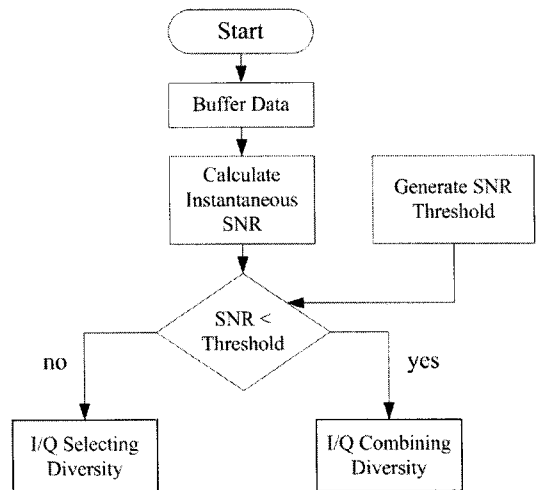 Start
Buffer Data
Calculate
Instantaneous
SNR
Generate SNR
Threshold
SNR <
Threshold
no
yes
I/Q Selecting
Diversity
I/Q Combining
Diversity